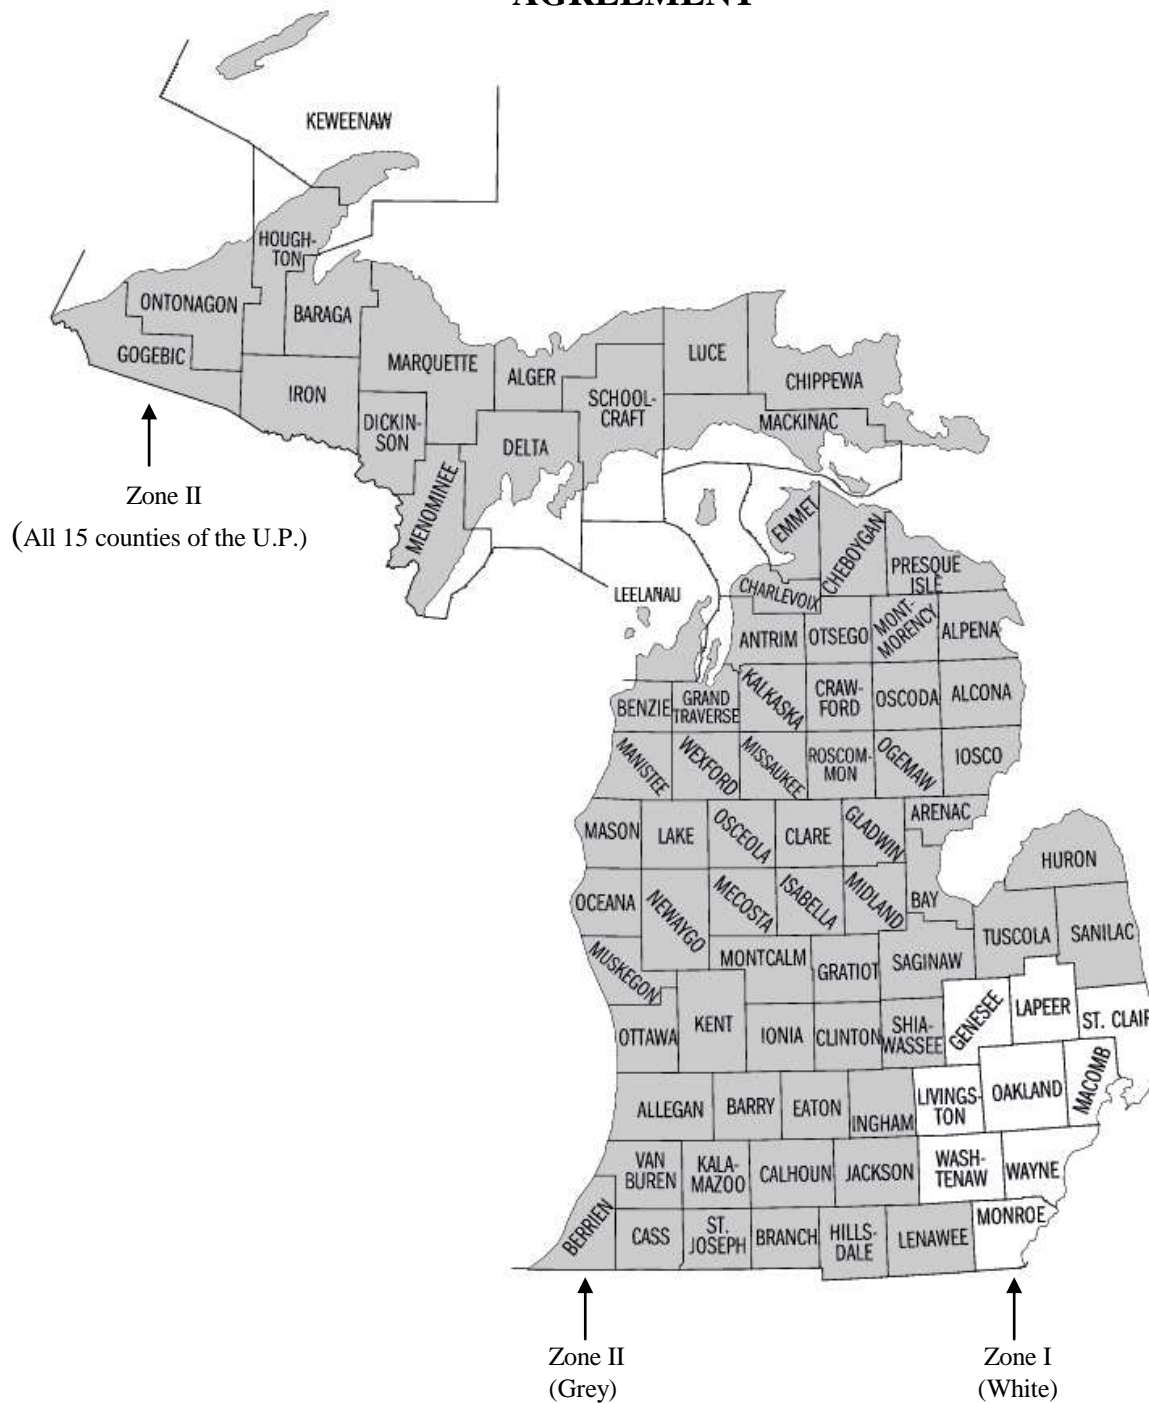 AGREEMENT
KEWEENAW
HOUGH-
TON
ONTONAGON
BARAGA
GOGEBIC
MARQUETTE
LUCE
ALGER
CHIPPEWA
IRON
SCHOOL-
CRAFT
DICKIN-
SON
MACKINAC
DELTA
MENOMINEE
Zone II
(All 15 counties of the U.P.)
EMMET
CHEBOYGAN
PRESQUE
ISLE
LEELANAU
CHARLEVOIX
ANTRIM
OTSEGO
MONT-
MORENCY
ALPENA
BENZIE
GRAND
TRAVERSE
KALKASKA
CRAW-
FORD
OSCODA
ALCONA
MANISTEE
WEXFORD
MISSAUKEE
ROSCOM-
MON
OGEMAW
IOSCO
MASON
LAKE
OSCEOLA
CLARE
GLADWIN
ARENAC
HURON
OCEANA
NEWAYGO
MECOSTA
ISABELLA
MIDLAND
BAY
TUSCOLA
SANILAC
MUSKEGON
MONTCALM
GRATIOT
SAGINAW
OTTAWA
KENT
IONIA
CLINTON
SHIA-
WASSEE
GENESEE
LAPEER
ST. CLAIR
ALLEGAN
BARRY
EATON
INGHAM
LIVINGS-
TON
OAKLAND
MACOMB
VAN
BUREN
KALA-
MAZOO
CALHOUN
JACKSON
WASH-
TENAW
WAYNE
BERRIEN
CASS
ST.
JOSEPH
BRANCH
HILLS-
DALE
LENAWEE
MONROE
Zone II
(Grey)
Zone I
(White)